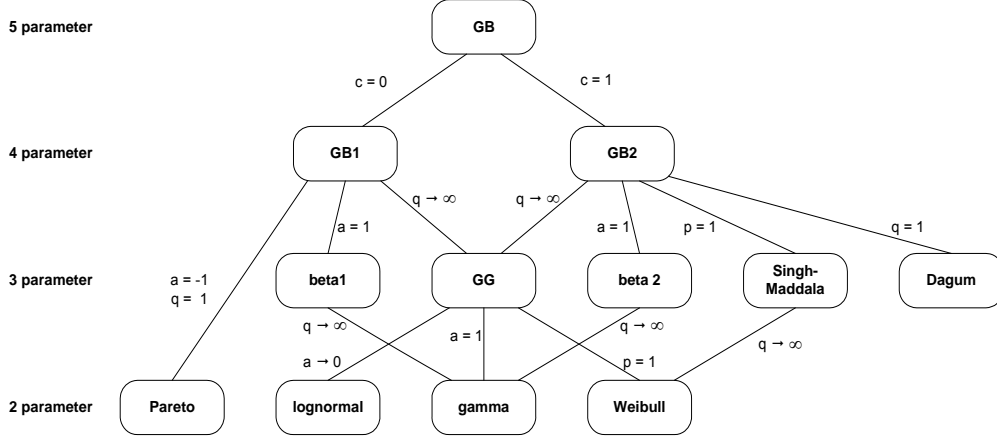 5 parameter
GB
c = 0
c = 1
4 parameter
GB1
GB2
q → ∞
q → ∞
a = 1
a = 1
p = 1
q = 1
3 parameter
a = -1
q = 1
beta1
GG
beta 2
Singh-
Maddala
Dagum
q → ∞
a = 1
q → ∞
a → 0
p = 1
q → ∞
2 parameter
Pareto
lognormal
gamma
Weibull